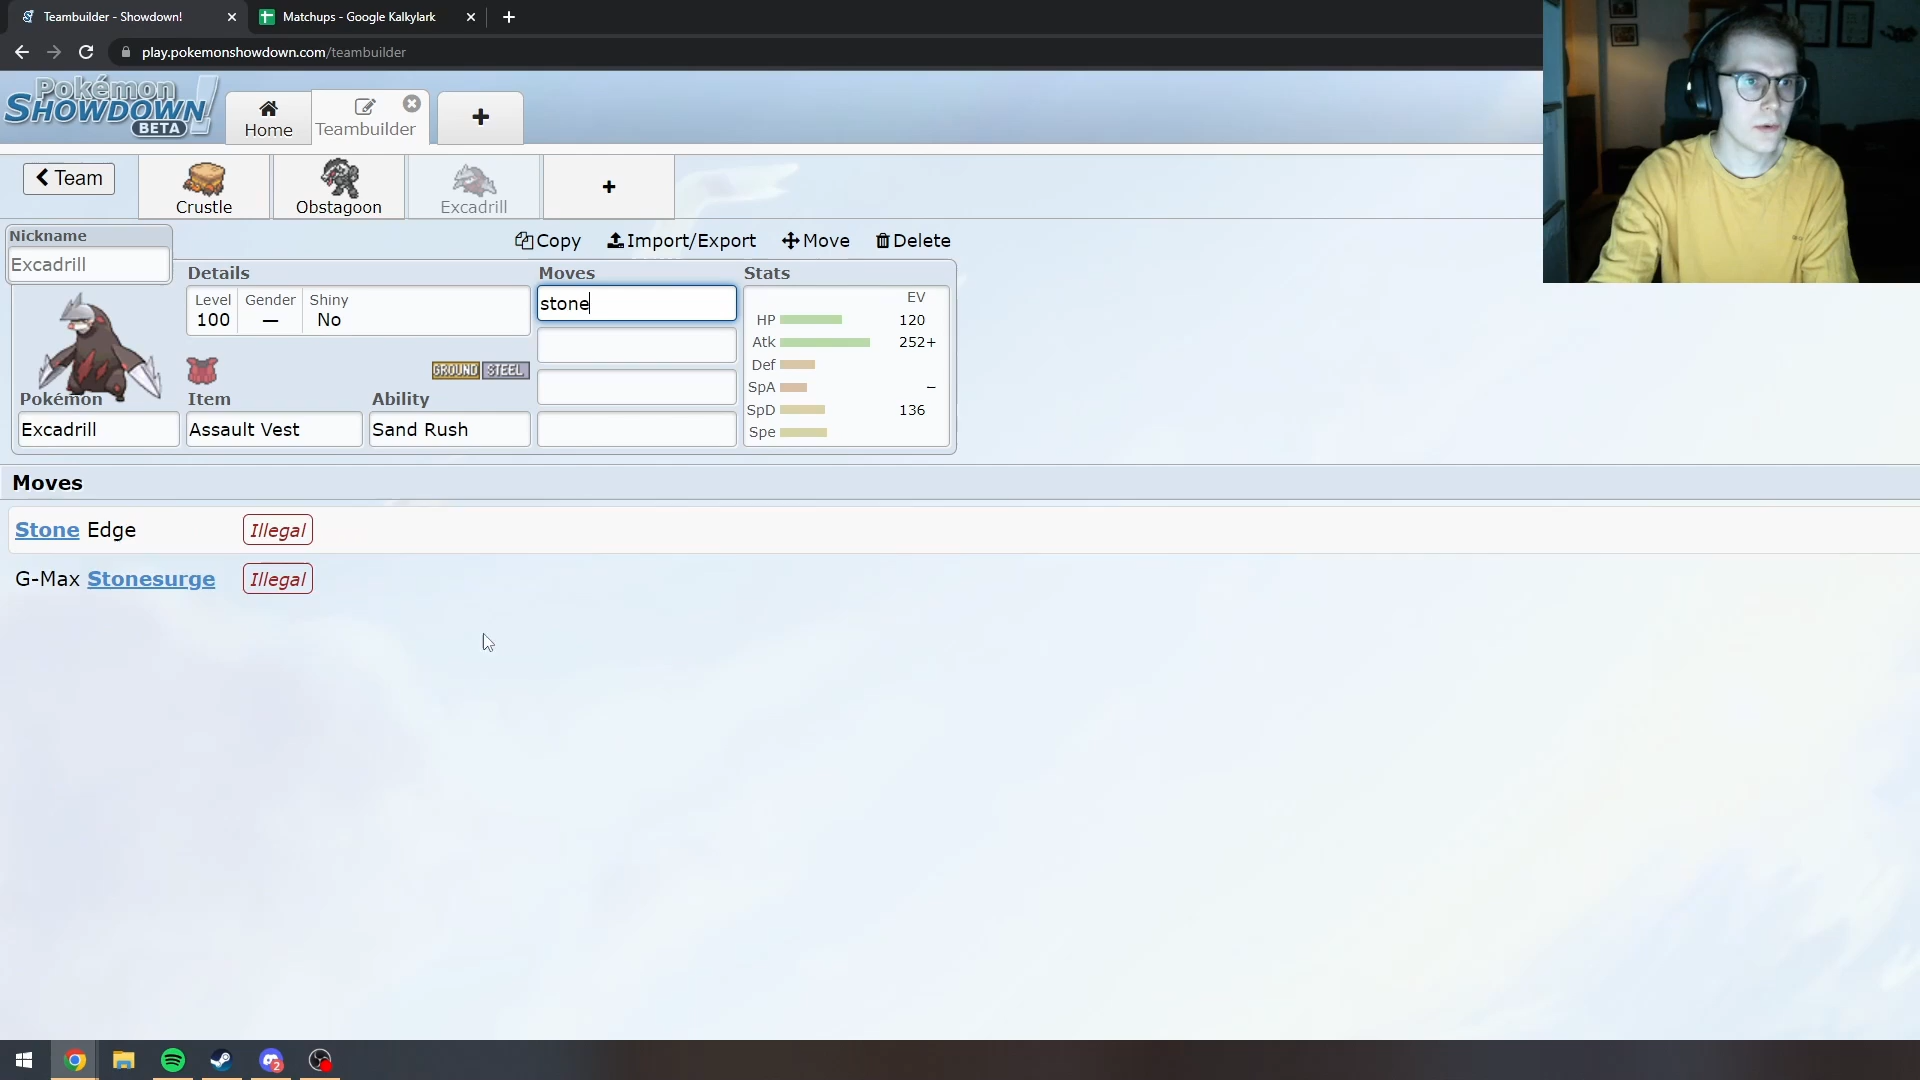 Teambuilder - Showdown!
Matchups - Google Kalkylark
play.pokemonshowdown.com/teambuilder
Pokémon
SHOWDOWN!
BETA
Home
Teambuilder
Team
Crustle
Obstagoon
Excadrill
Nickname
Excadrill
Copy
Import/Export
Move
Delete
Details
Moves
Stats
Level
Gender
Shiny
100
—
No
stone
EV
HP
120
Atk
252+
Def
SpA
–
SpD
136
Spe
GROUND
STEEL
Pokémon
Item
Ability
Excadrill
Assault Vest
Sand Rush
Moves
Stone Edge
Illegal
G-Max Stonesurge
Illegal
2